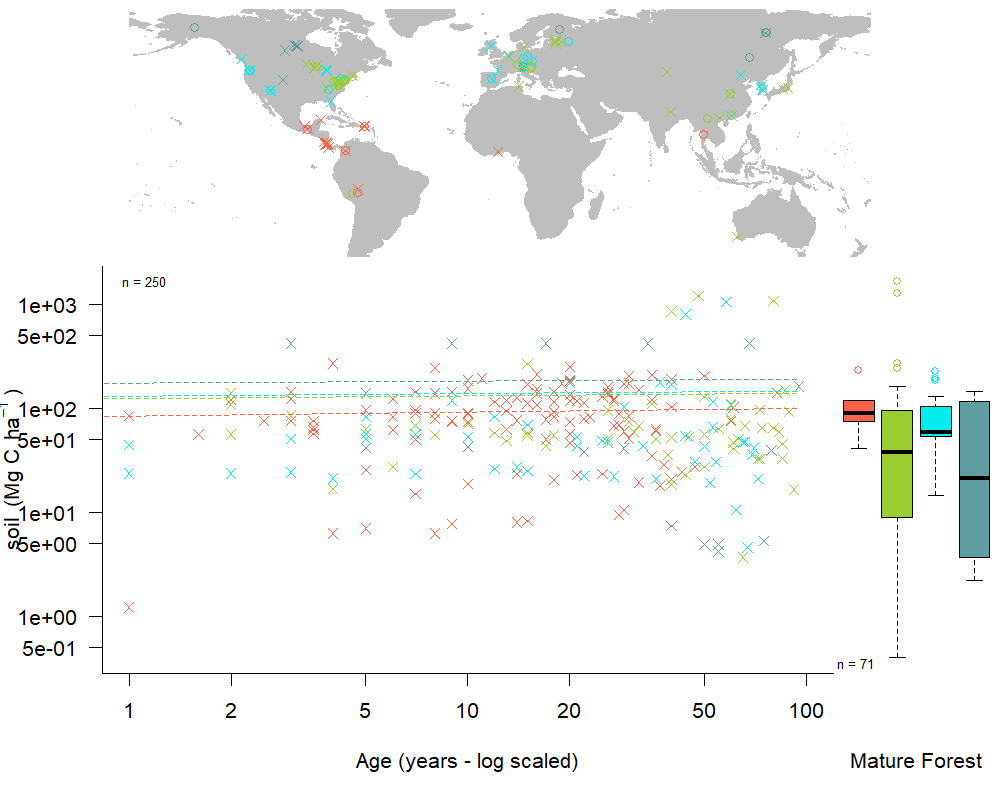 n = 250
1e+03
5e+02
1e+02
5e+01
1e+01
5e+00
1e+00
5e-01
soil (Mg C ha⁻¹)
n = 71
1 2 5 10 20 50 100
Age (years - log scaled)
Mature Forest